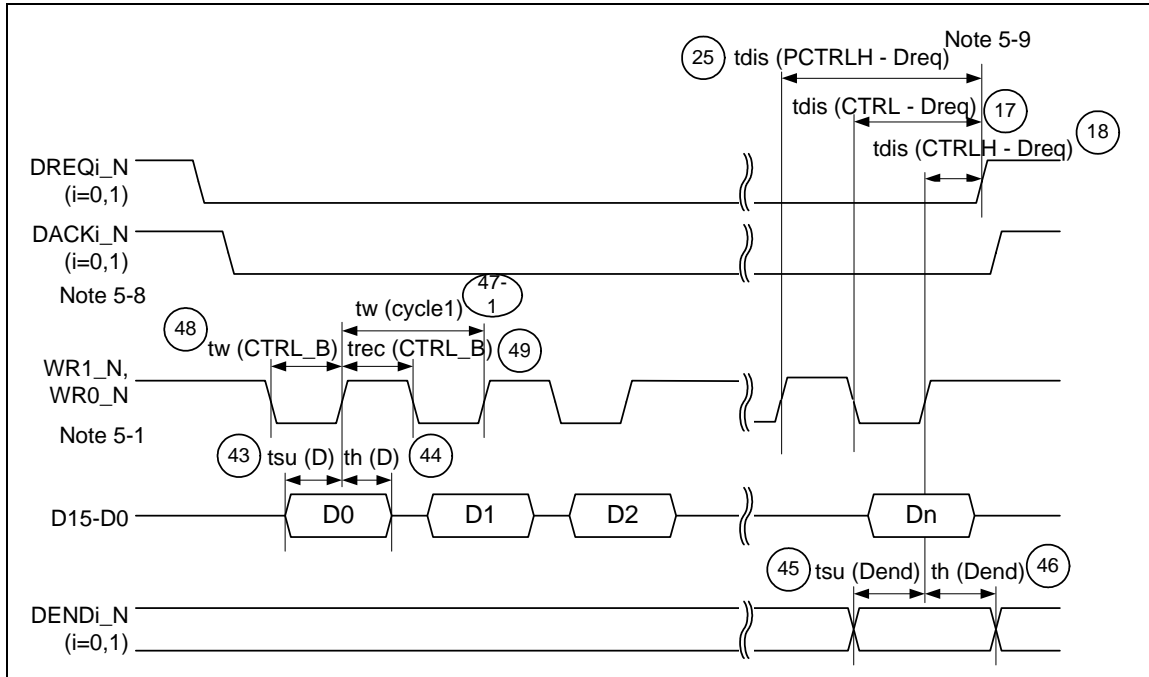 Note 5-9
25 tdis (PCTRLH - Dreq)
tdis (CTRL - Dreq) 17
18
tdis (CTRLH - Dreq)
DREQi_N
(i=0,1)
DACKi_N
(i=0,1)
Note 5-8
47-1
tw (cycle1)
48
tw (CTRL_B) trec (CTRL_B) 49
WR1_N,
WR0_N
Note 5-1
43 tsu (D) th (D) 44
D15-D0 D0 D1 D2 Dn
45 tsu (Dend) th (Dend) 46
DENDi_N
(i=0,1)